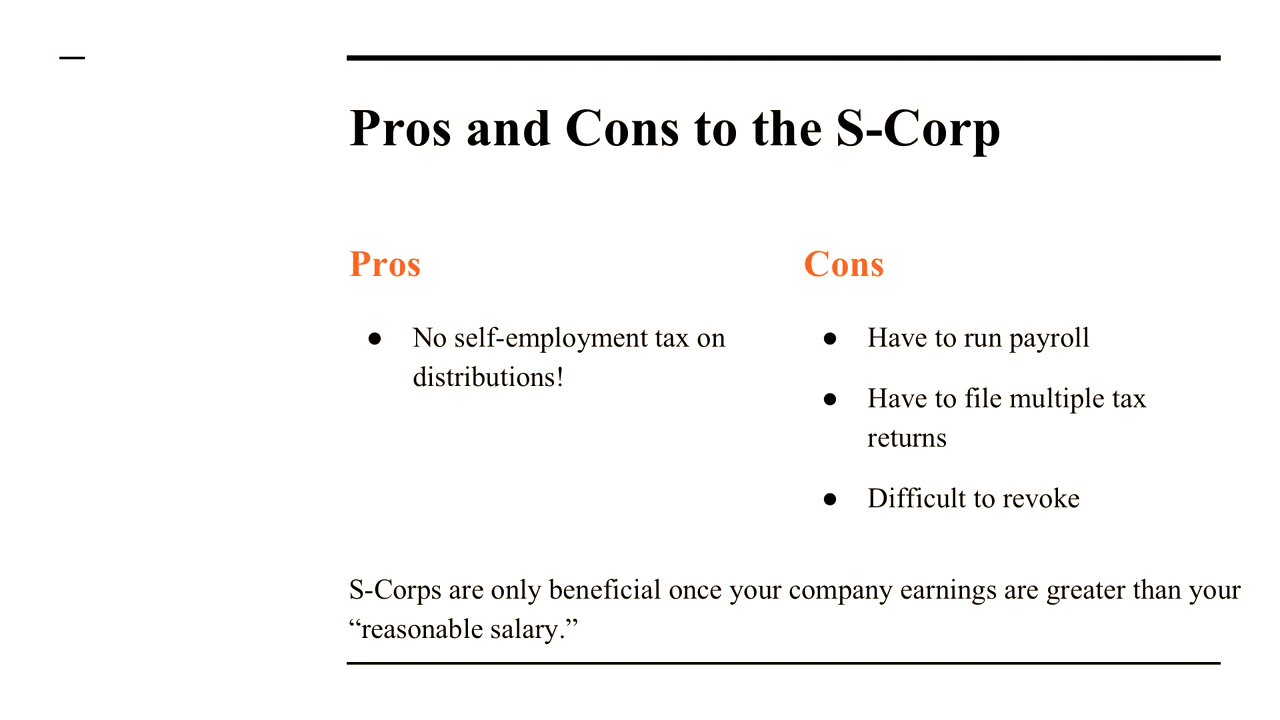 Pros and Cons to the S-Corp
Pros
● No self-employment tax on
distributions!
Cons
● Have to run payroll
● Have to file multiple tax
returns
● Difficult to revoke
S-Corps are only beneficial once your company earnings are greater than your
“reasonable salary.”